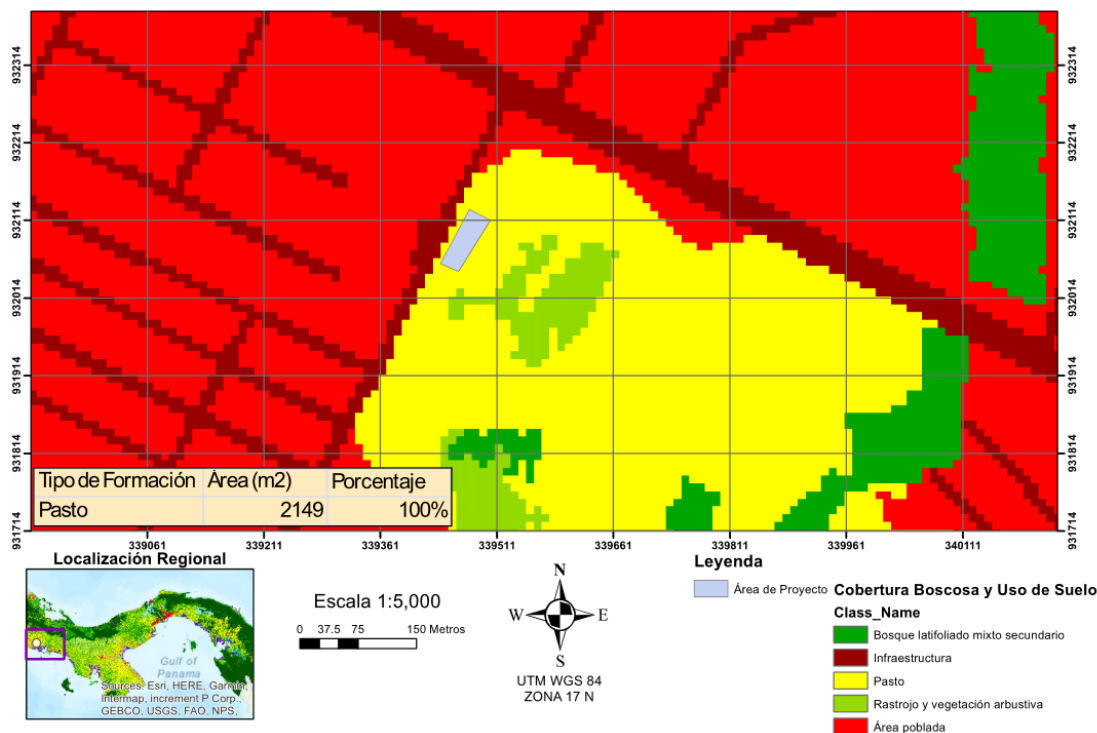 932314
932214
932114
932014
931914
931814
931714
932314
932214
932114
932014
931914
931814
931714
Tipo de Formación Área (m2) Porcentaje
Pasto 2149 100%
339061 339211 339361 339511 339661 339811 339961 340111
Localización Regional
Gulf of
Panama
Sources: Esri, HERE, Garmin,
Intermap, increment P Corp.,
GEBCO, USGS, FAO, NPS,
Escala 1:5,000
0 37.5 75 150 Metros
N
W E
S
UTM WGS 84
ZONA 17 N
Leyenda
Área de Proyecto
Cobertura Boscosa y Uso de Suelo
Class_Name
Bosque latifoliado mixto secundario
Infraestructura
Pasto
Rastrojo y vegetación arbustiva
Área poblada